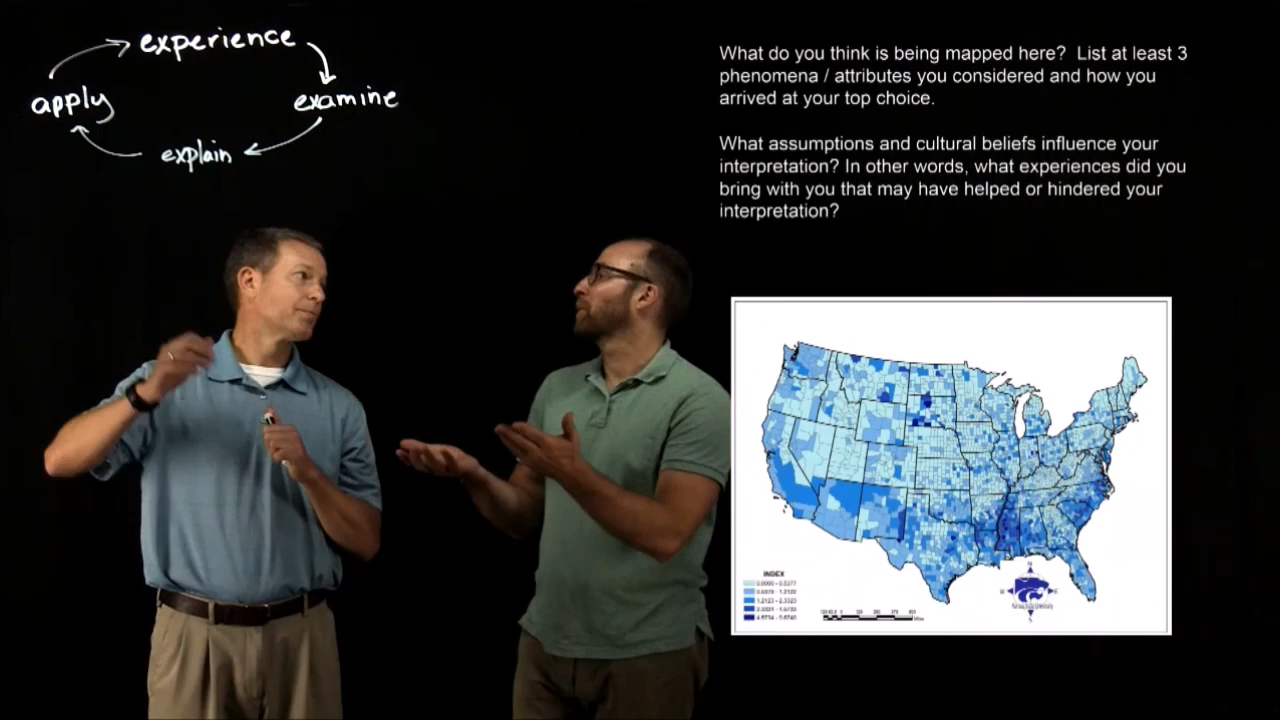 experience
examine
explain
apply
What do you think is being mapped here? List at least 3
phenomena / attributes you considered and how you
arrived at your top choice.
What assumptions and cultural beliefs influence your
interpretation? In other words, what experiences did you
bring with you that may have helped or hindered your
interpretation?
INDEX